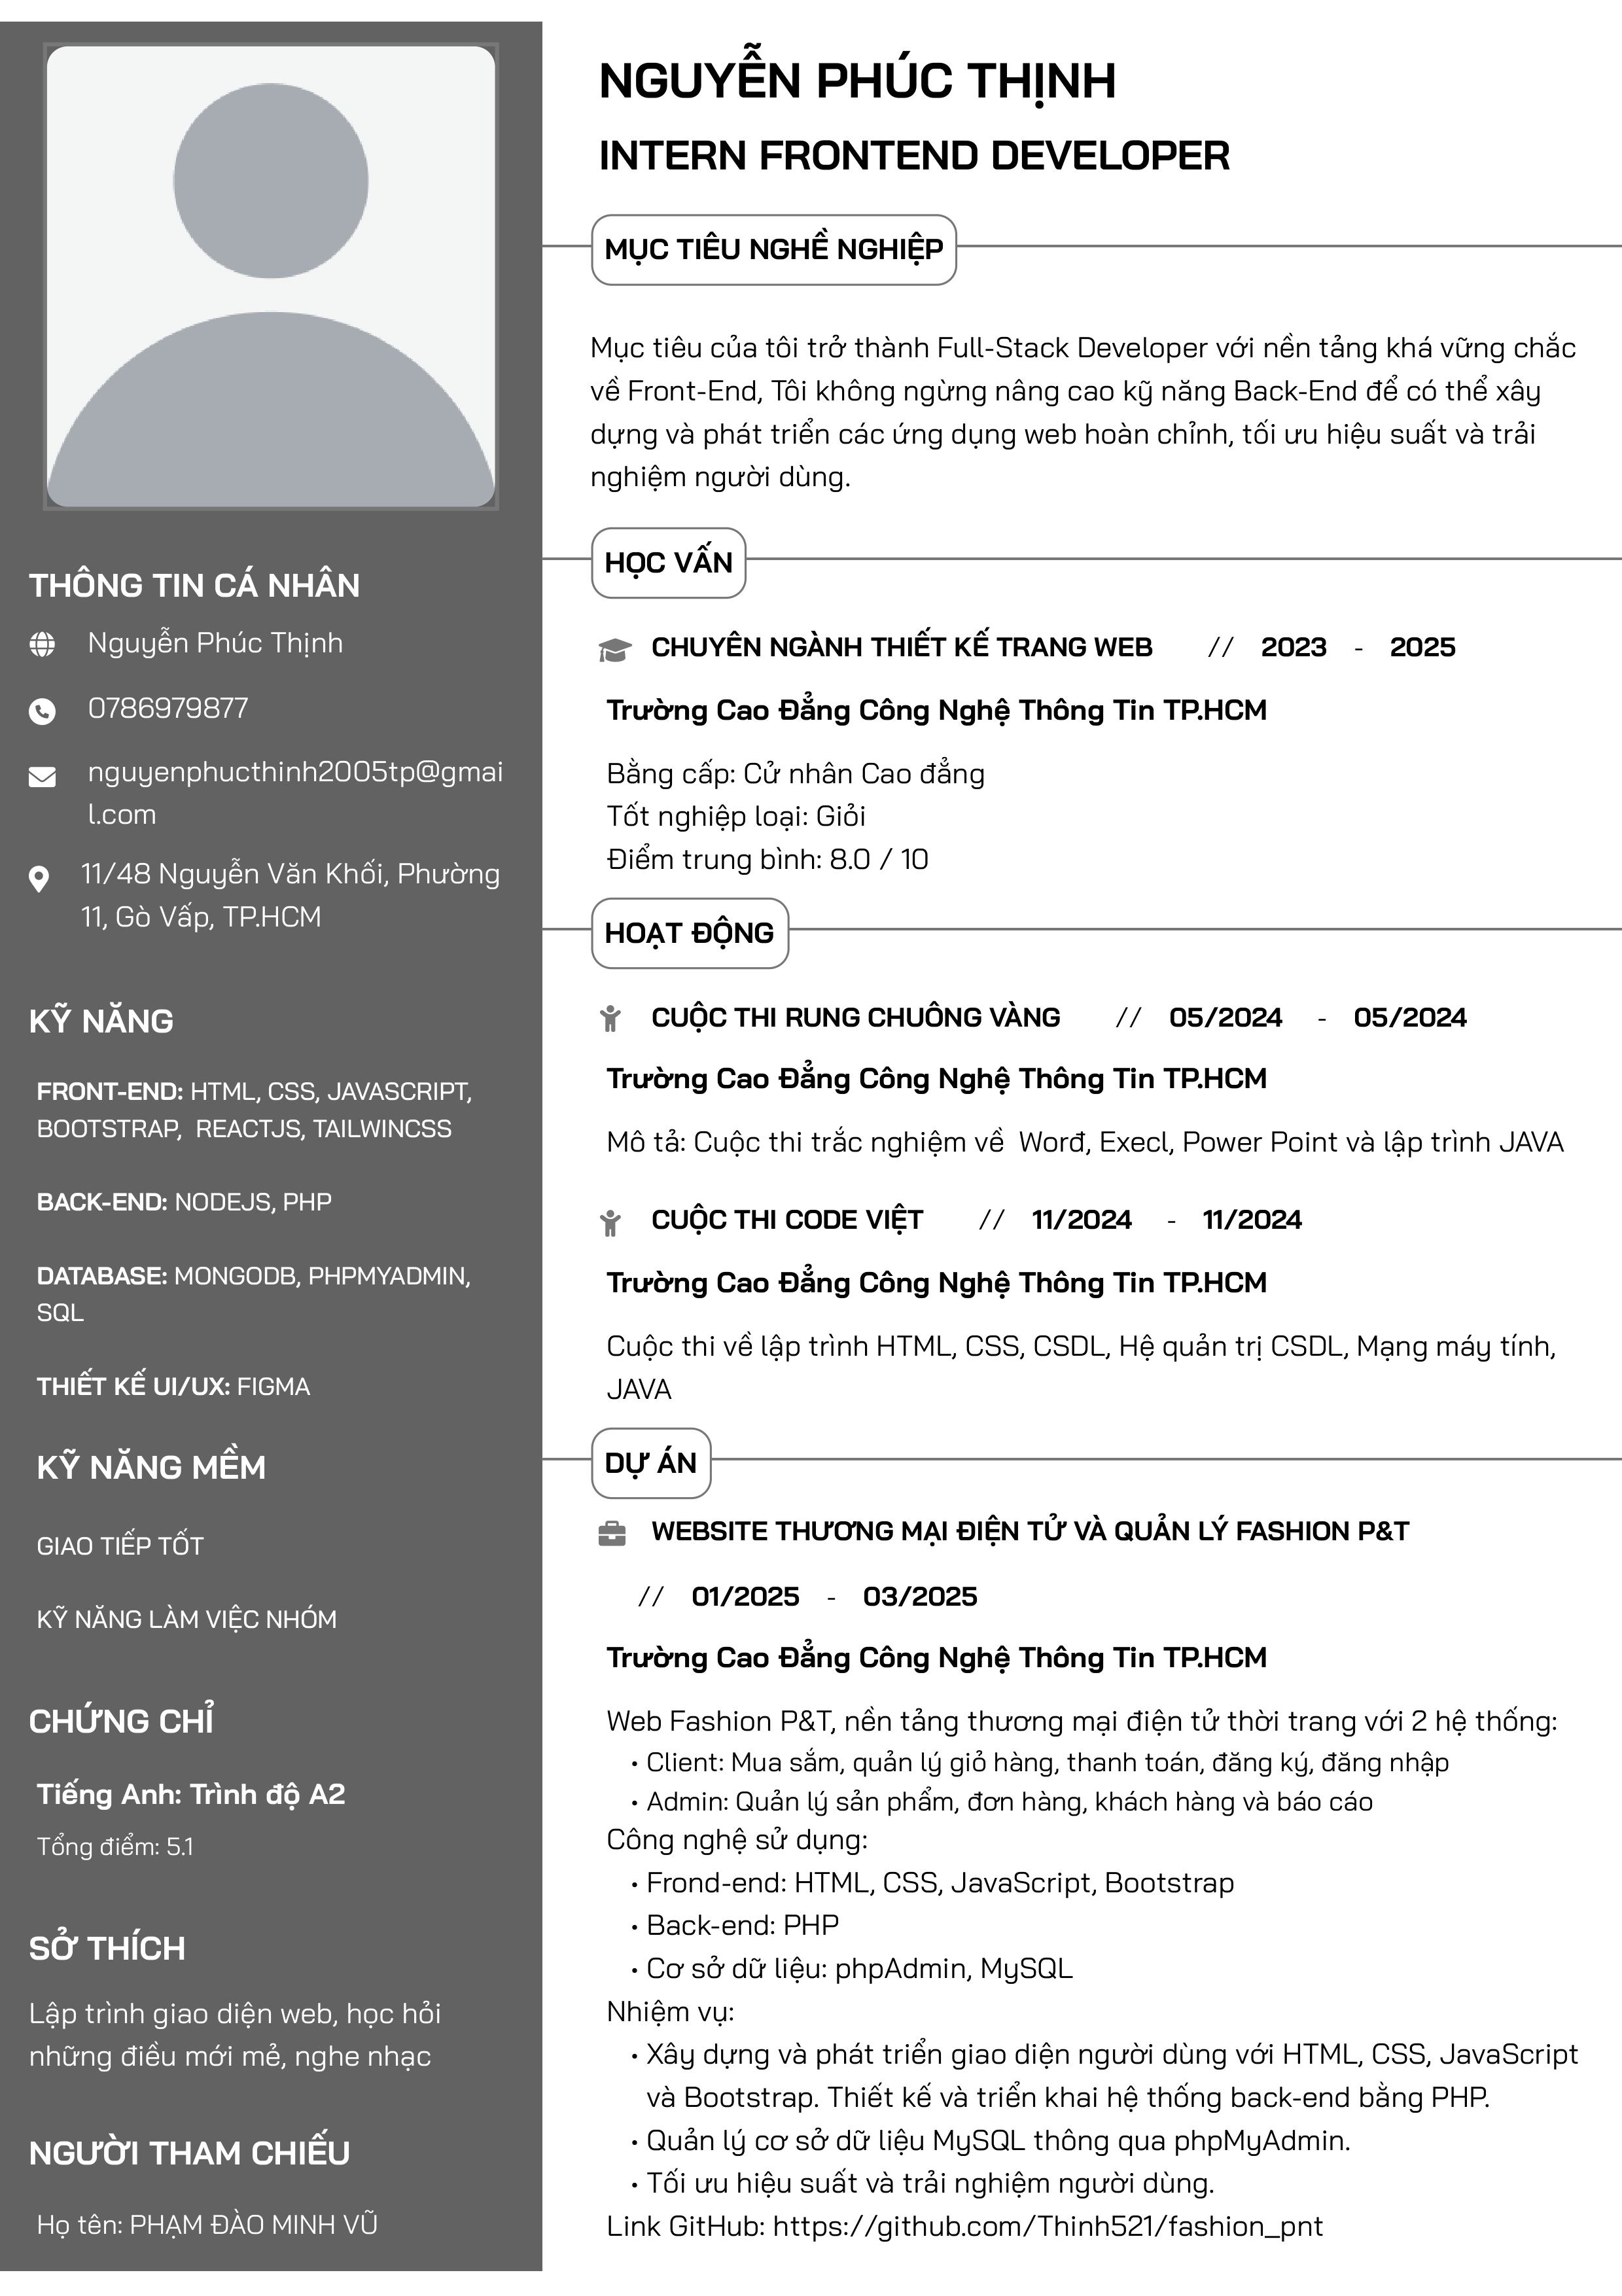 NGUYỄN PHÚC THỊNH
INTERN FRONTEND DEVELOPER
THÔNG TIN CÁ NHÂN
Nguyễn Phúc Thịnh
0786979877
nguyenphucthinh2005tp@gmai
l.com
11/48 Nguyễn Văn Khối, Phường
11, Gò Vấp, TP.HCM
KỸ NĂNG
FRONT-END: HTML, CSS, JAVASCRIPT,
BOOTSTRAP, REACTJS, TAILWINCSS
BACK-END: NODEJS, PHP
DATABASE: MONGODB, PHPMYADMIN,
SQL
THIẾT KẾ UI/UX: FIGMA
KỸ NĂNG MỀM
GIAO TIẾP TỐT
KỸ NĂNG LÀM VIỆC NHÓM
CHỨNG CHỈ
Tiếng Anh: Trình độ A2
Tổng điểm: 5.1
SỞ THÍCH
Lập trình giao diện web, học hỏi
những điều mới mẻ, nghe nhạc
NGƯỜI THAM CHIẾU
Họ tên: PHẠM ĐÀO MINH VŨ
MỤC TIÊU NGHỀ NGHIỆP
Mục tiêu của tôi trở thành Full-Stack Developer với nền tảng khá vững chắc
về Front-End, Tôi không ngừng nâng cao kỹ năng Back-End để có thể xây
dựng và phát triển các ứng dụng web hoàn chỉnh, tối ưu hiệu suất và trải
nghiệm người dùng.
HỌC VẤN
CHUYÊN NGÀNH THIẾT KẾ TRANG WEB // 2023 - 2025
Trường Cao Đẳng Công Nghệ Thông Tin TP.HCM
Bằng cấp: Cử nhân Cao đẳng
Tốt nghiệp loại: Giỏi
Điểm trung bình: 8.0 / 10
HOẠT ĐỘNG
CUỘC THI RUNG CHUÔNG VÀNG // 05/2024 - 05/2024
Trường Cao Đẳng Công Nghệ Thông Tin TP.HCM
Mô tả: Cuộc thi trắc nghiệm về Worđ, Execl, Power Point và lập trình JAVA
CUỘC THI CODE VIỆT // 11/2024 - 11/2024
Trường Cao Đẳng Công Nghệ Thông Tin TP.HCM
Cuộc thi về lập trình HTML, CSS, CSDL, Hệ quản trị CSDL, Mạng máy tính,
JAVA
DỰ ÁN
WEBSITE THƯƠNG MẠI ĐIỆN TỬ VÀ QUẢN LÝ FASHION P&T
// 01/2025 - 03/2025
Trường Cao Đẳng Công Nghệ Thông Tin TP.HCM
Web Fashion P&T, nền tảng thương mại điện tử thời trang với 2 hệ thống:
• Client: Mua sắm, quản lý giỏ hàng, thanh toán, đăng ký, đăng nhập
• Admin: Quản lý sản phẩm, đơn hàng, khách hàng và báo cáo
Công nghệ sử dụng:
• Frond-end: HTML, CSS, JavaScript, Bootstrap
• Back-end: PHP
• Cơ sở dữ liệu: phpAdmin, MySQL
Nhiệm vụ:
• Xây dựng và phát triển giao diện người dùng với HTML, CSS, JavaScript
và Bootstrap. Thiết kế và triển khai hệ thống back-end bằng PHP.
• Quản lý cơ sở dữ liệu MySQL thông qua phpMyAdmin.
• Tối ưu hiệu suất và trải nghiệm người dùng.
Link GitHub: https://github.com/Thinh521/fashion_pnt